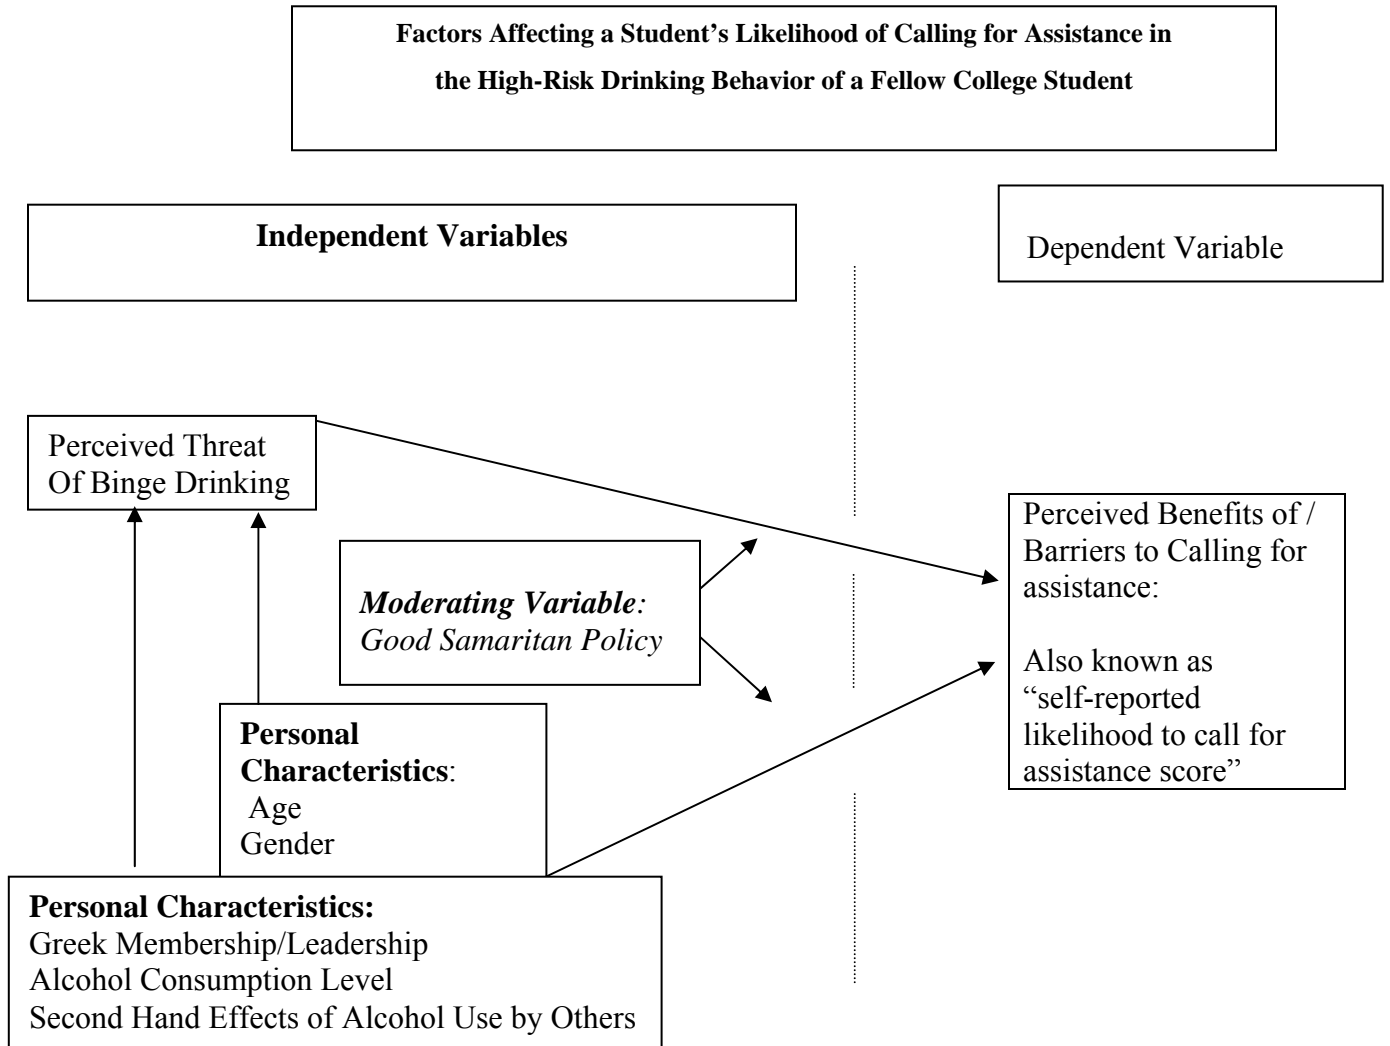 Factors Affecting a Student’s Likelihood of Calling for Assistance in
the High-Risk Drinking Behavior of a Fellow College Student
Independent Variables
Dependent Variable
Perceived Threat
Of Binge Drinking
Moderating Variable:
Good Samaritan Policy
Perceived Benefits of /
Barriers to Calling for
assistance:
Also known as
“self-reported
likelihood to call for
assistance score”
Personal
Characteristics:
Age
Gender
Personal Characteristics:
Greek Membership/Leadership
Alcohol Consumption Level
Second Hand Effects of Alcohol Use by Others